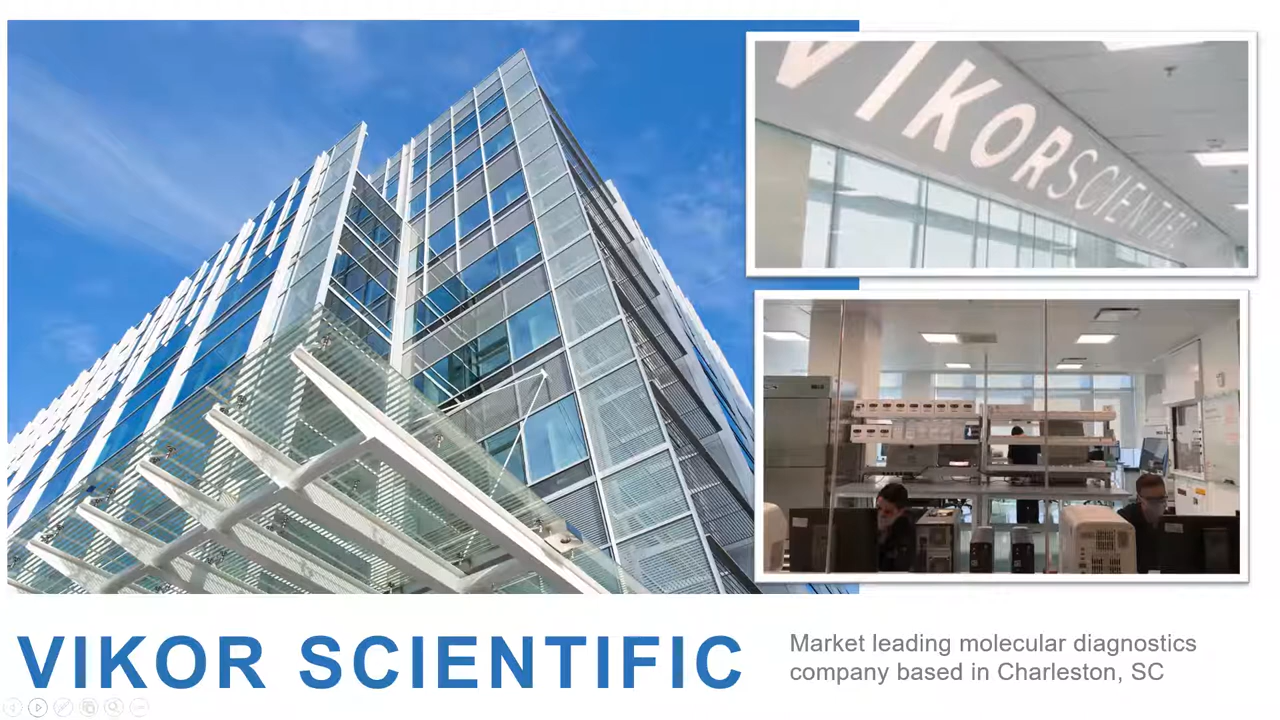 VIKORSCIENTIFIC
VIKOR SCIENTIFIC
Market leading molecular diagnostics
company based in Charleston, SC